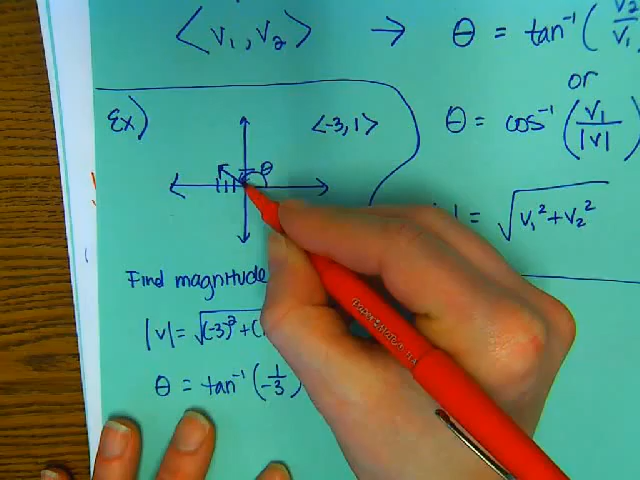 ⟨v₁, v₂⟩ → θ = tan⁻¹(v₂/v₁
or
Ex) ⟨-3, 1⟩ θ = cos⁻¹(v₁/|v|)
θ
= √(v₁² + v₂²)
Find magnitude
|v| = √((-3)² + (
θ = tan⁻¹(1/-3)
PaperMate